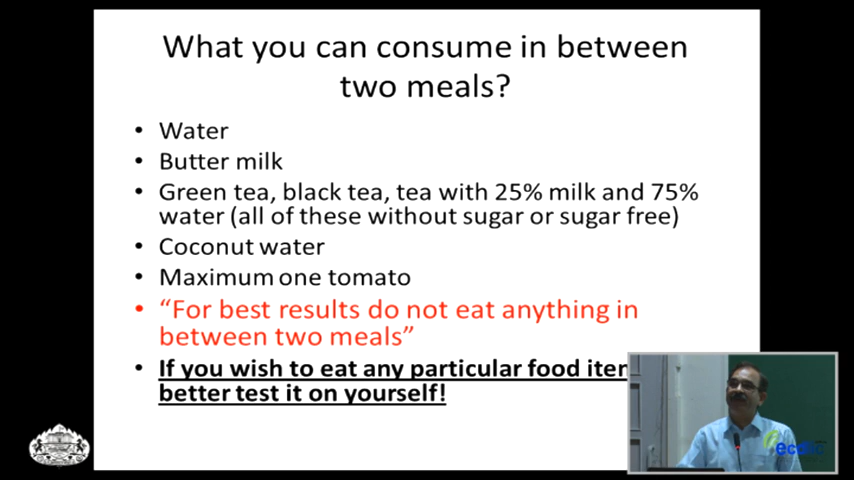 What you can consume in between
two meals?
• Water
• Butter milk
• Green tea, black tea, tea with 25% milk and 75%
water (all of these without sugar or sugar free)
• Coconut water
• Maximum one tomato
• “For best results do not eat anything in
between two meals”
• If you wish to eat any particular food
better test it on yourself!